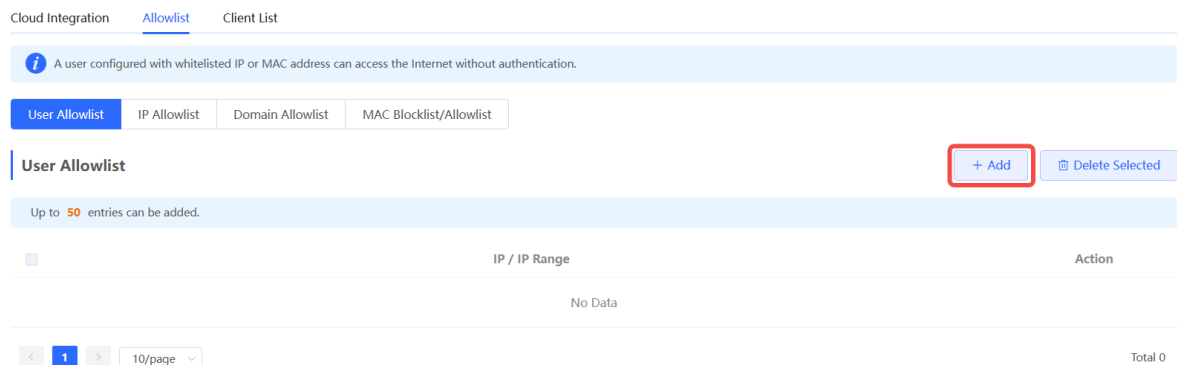 Cloud Integration Allowlist Client List
A user configured with whitelisted IP or MAC address can access the Internet without authentication.
User Allowlist IP Allowlist Domain Allowlist MAC Blocklist/Allowlist
User Allowlist + Add Delete Selected
Up to 50 entries can be added.
IP / IP Range Action
No Data
< 1 > 10/page Total 0